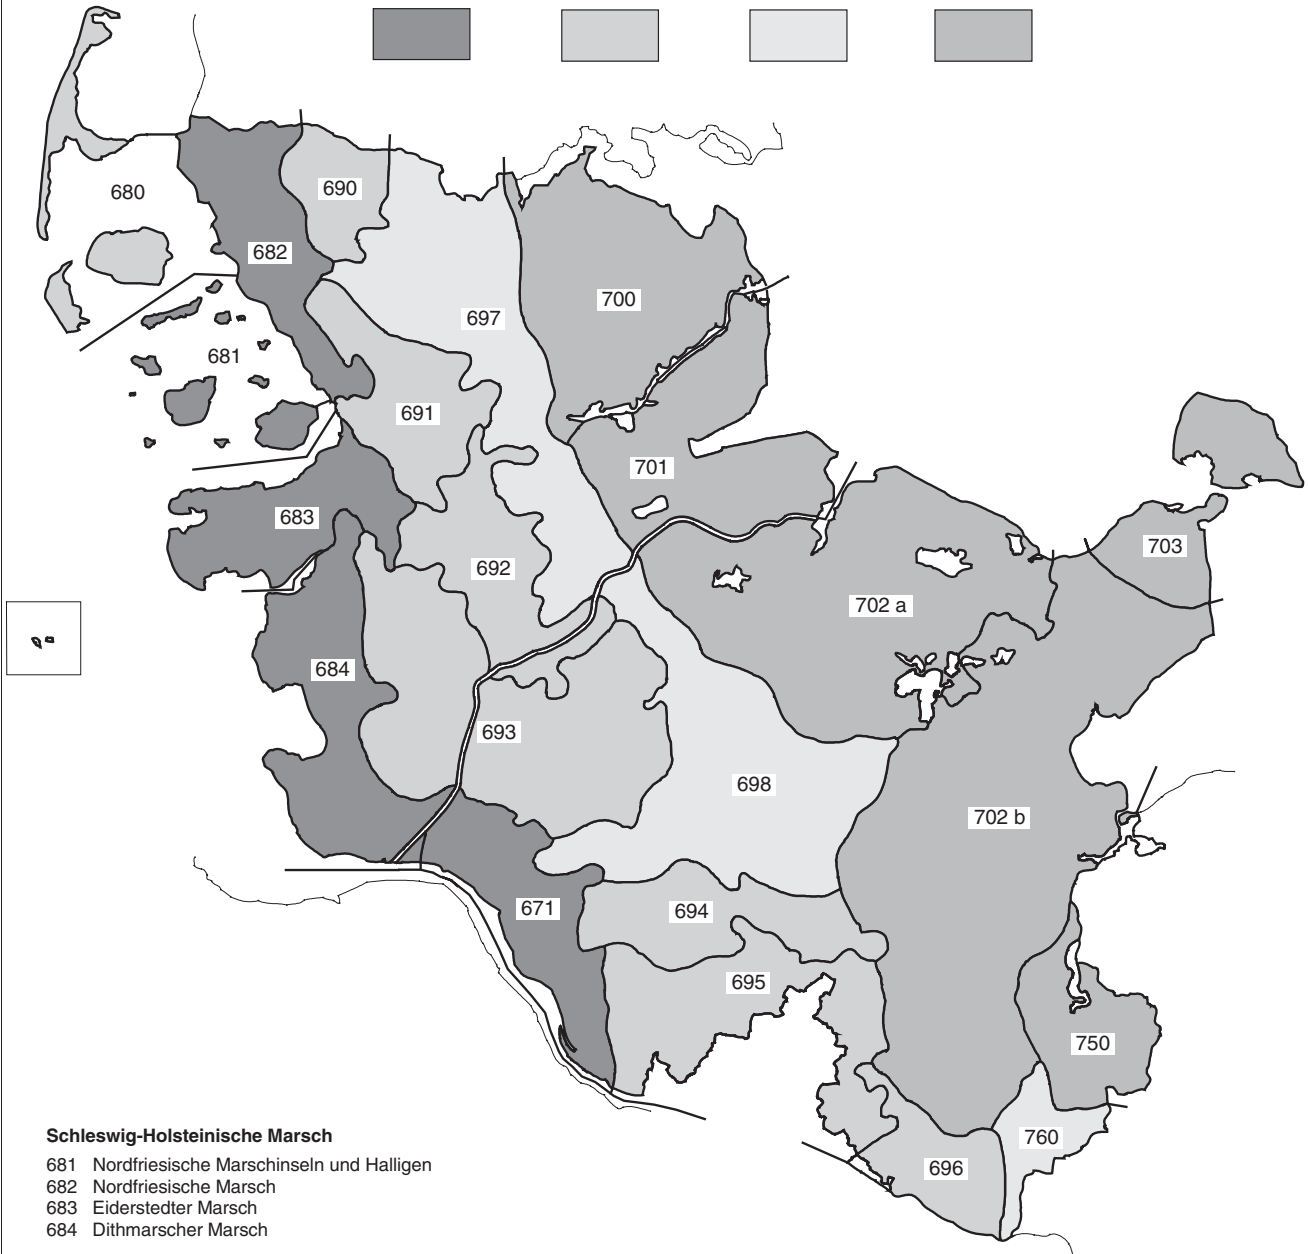 680
690
682
700
697
681
691
701
683
703
692
702 a
684
693
698
702 b
671
694
695
750
760
696
Schleswig-Holsteinische Marsch
681 Nordfriesische Marschinseln und Halligen
682 Nordfriesische Marsch
683 Eiderstedter Marsch
684 Dithmarscher Marsch